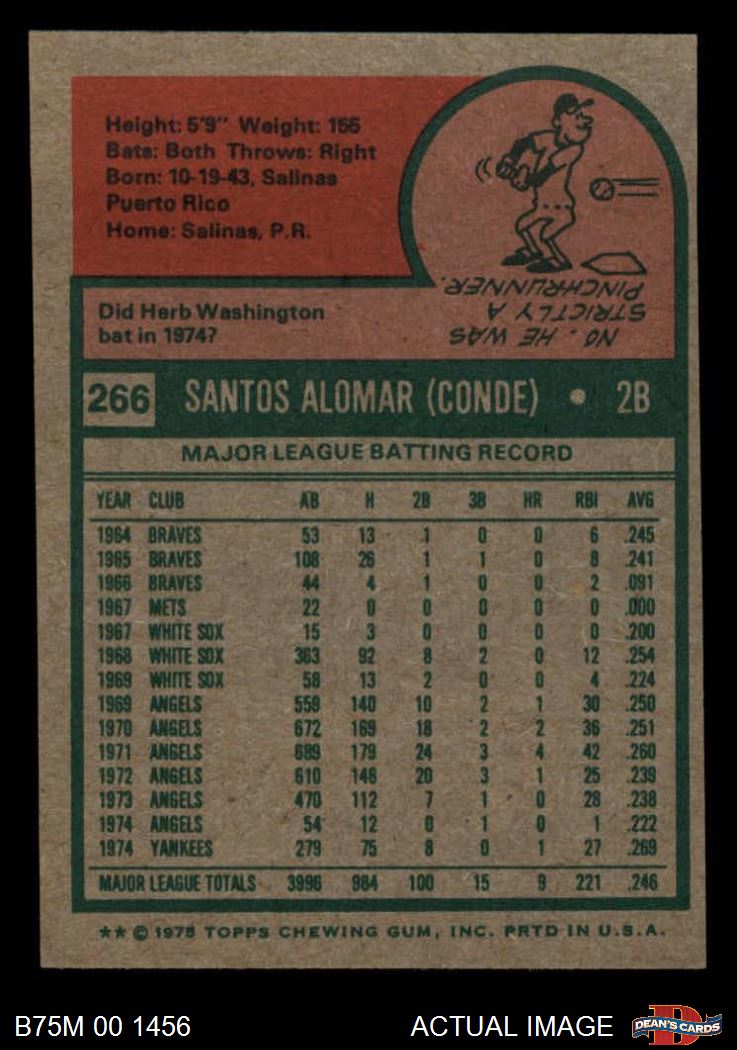 Height: 5'9" Weight: 155
Bats: Both Throws: Right
Born: 10-19-43, Salinas
Puerto Rico
Home: Salinas, P.R.
Did Herb Washington
bat in 1974?
NO. HE WAS
STRICTLY A
PINCHRUNNER.
266 SANTOS ALOMAR (CONDE) • 2B
MAJOR LEAGUE BATTING RECORD
YEAR CLUB AB H 2B 3B HR RBI AVG
1964 BRAVES 53 13 1 0 0 6 .245
1965 BRAVES 108 26 1 1 0 8 .241
1966 BRAVES 44 4 1 0 0 2 .091
1967 METS 22 0 0 0 0 0 .000
1967 WHITE SOX 15 3 0 0 0 0 .200
1968 WHITE SOX 363 92 8 2 0 12 .254
1969 WHITE SOX 58 13 2 0 0 4 .224
1969 ANGELS 559 140 10 2 1 30 .250
1970 ANGELS 672 169 18 2 2 36 .251
1971 ANGELS 689 179 24 3 4 42 .260
1972 ANGELS 610 146 20 3 1 25 .239
1973 ANGELS 470 112 7 1 0 28 .238
1974 ANGELS 54 12 0 1 0 1 .222
1974 YANKEES 279 75 8 0 1 27 .269
MAJOR LEAGUE TOTALS 3996 984 100 15 9 221 .246
** © 1975 TOPPS CHEWING GUM, INC. PRTD IN U.S.A.
B75M 00 1456 ACTUAL IMAGE
DEAN'S CARDS